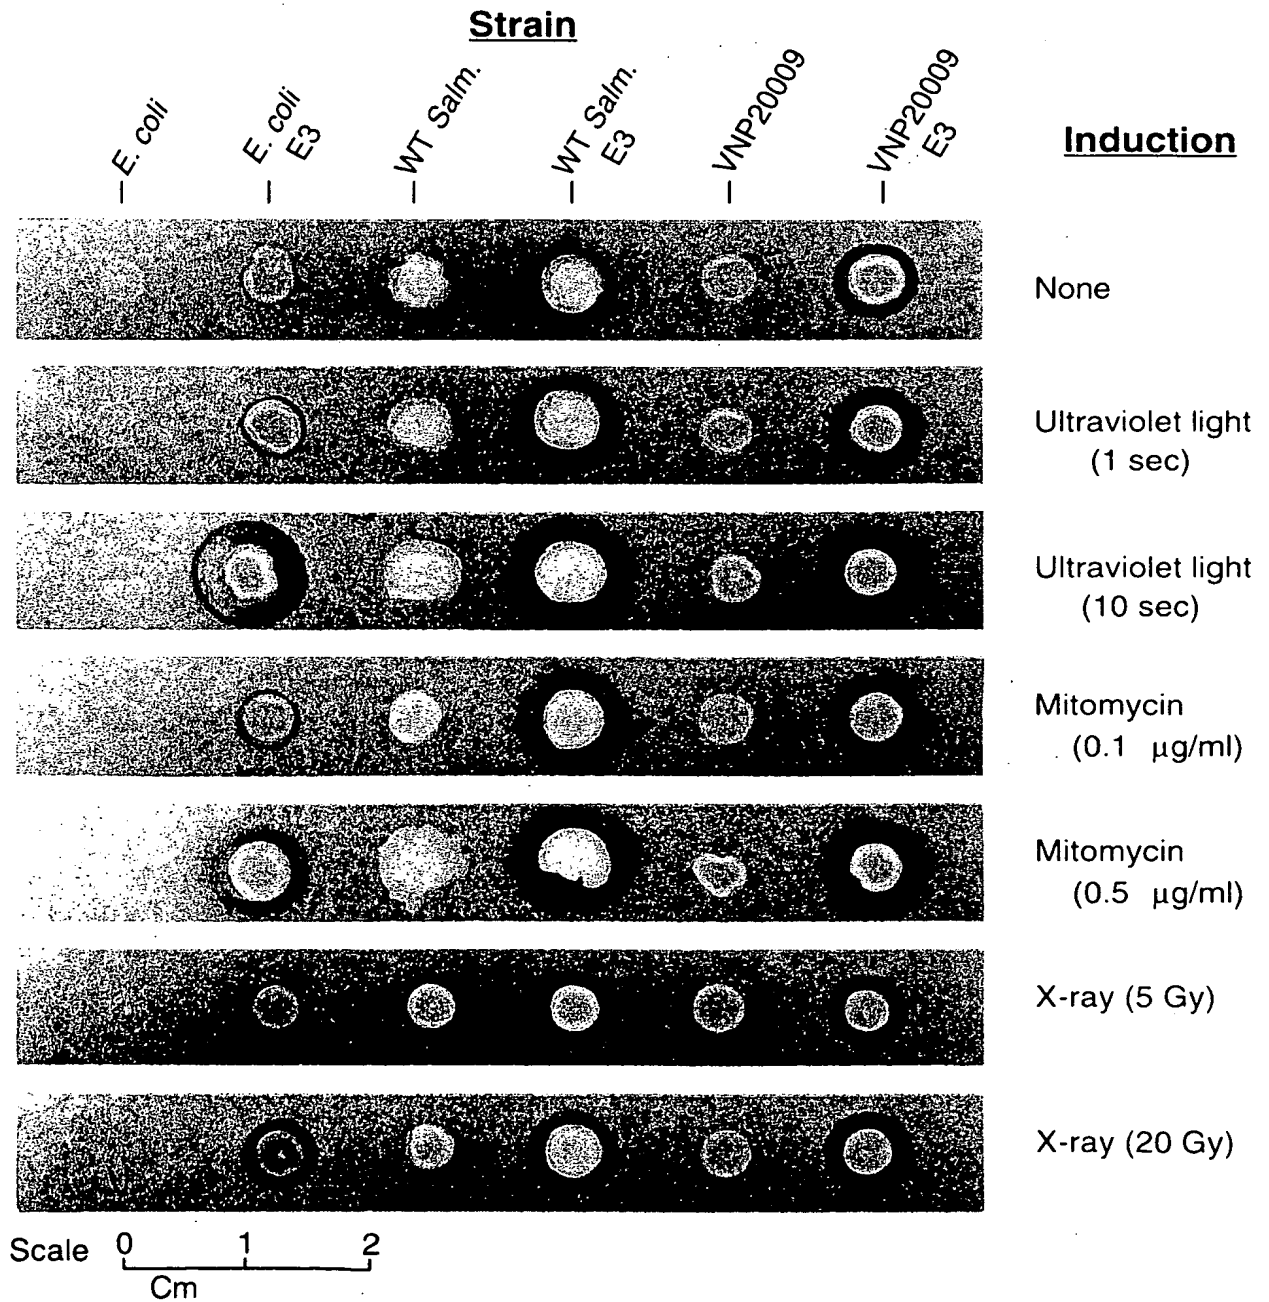 Strain
E. coli
E. coli
E3
WT Salm.
WT Salm.
E3
VNP20009
VNP20009
E3
Induction
None
Ultraviolet light
(1 sec)
Ultraviolet light
(10 sec)
Mitomycin
(0.1 µg/ml)
Mitomycin
(0.5 µg/ml)
X-ray (5 Gy)
X-ray (20 Gy)
Scale 0 1 2
Cm